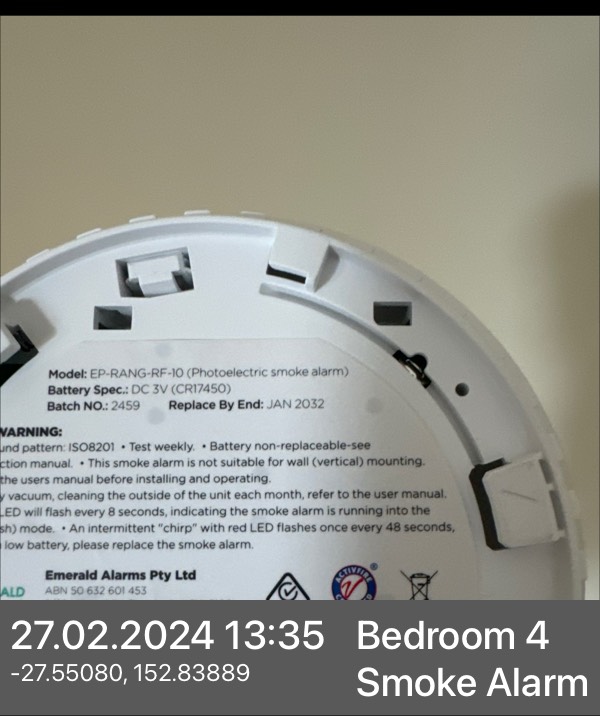 Model: EP-RANG-RF-10 (Photoelectric smoke alarm)
Battery Spec.: DC 3V (CR17450)
Batch NO.: 2459 Replace By End: JAN 2032
WARNING:
und pattern: ISO8201 • Test weekly. • Battery non-replaceable-see
ction manual. • This smoke alarm is not suitable for wall (vertical) mounting.
the users manual before installing and operating.
y vacuum, cleaning the outside of the unit each month, refer to the user manual.
LED will flash every 8 seconds, indicating the smoke alarm is running into the
sh) mode. • An intermittent "chirp" with red LED flashes once every 48 seconds,
low battery, please replace the smoke alarm.
Emerald Alarms Pty Ltd
ALD ABN 50 632 601 453
ACTIVFIRE
27.02.2024 13:35 Bedroom 4
-27.55080, 152.83889 Smoke Alarm